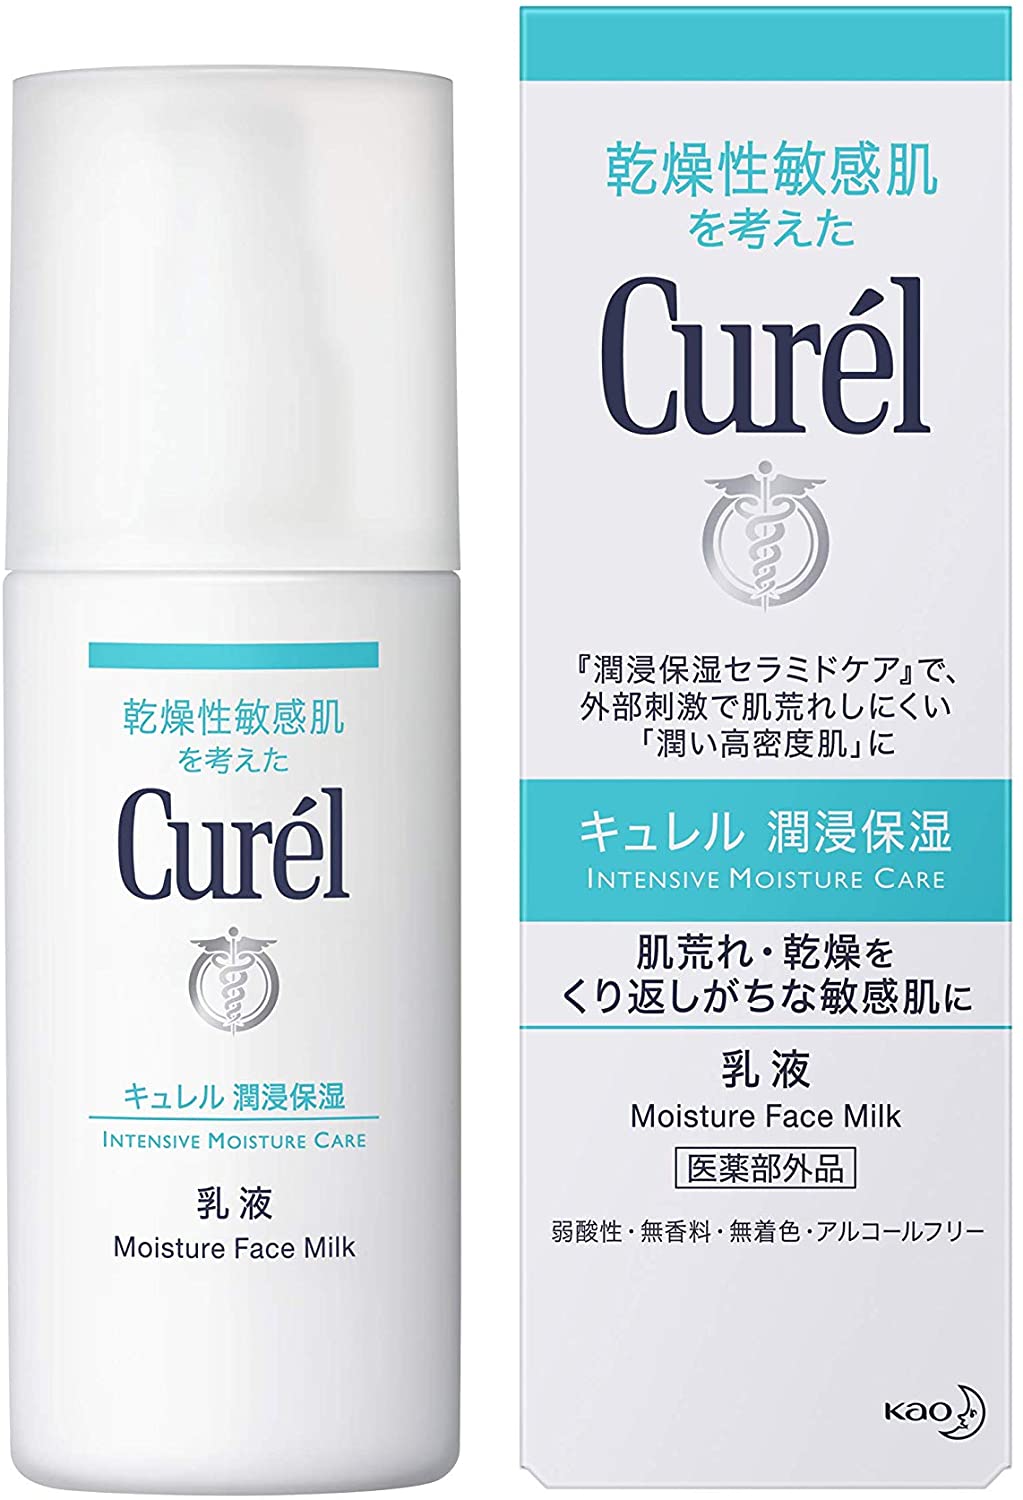 乾燥性敏感肌
を考えた
Curél
キュレル 潤浸保湿
INTENSIVE MOISTURE CARE
乳液
Moisture Face Milk
乾燥性敏感肌
を考えた
Curél
『潤浸保湿セラミドケア』で、
外部刺激で肌荒れしにくい
「潤い高密度肌」に
キュレル 潤浸保湿
INTENSIVE MOISTURE CARE
肌荒れ・乾燥を
くり返しがちな敏感肌に
乳液
Moisture Face Milk
医薬部外品
弱酸性・無香料・無着色・アルコールフリー
Kao